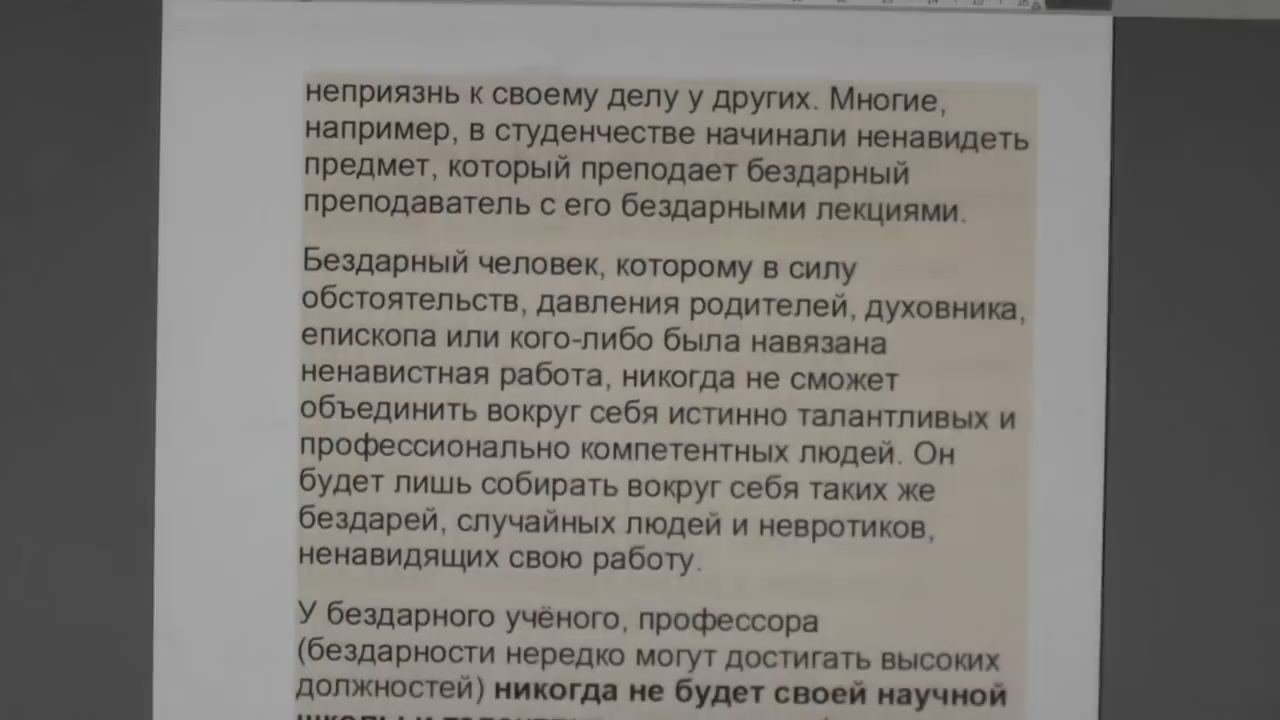 неприязнь к своему делу у других. Многие,
например, в студенчестве начинали ненавидеть
предмет, который преподает бездарный
преподаватель с его бездарными лекциями.
Бездарный человек, которому в силу
обстоятельств, давления родителей, духовника,
епископа или кого-либо была навязана
ненавистная работа, никогда не сможет
объединить вокруг себя истинно талантливых и
профессионально компетентных людей. Он
будет лишь собирать вокруг себя таких же
бездарей, случайных людей и невротиков,
ненавидящих свою работу.
У бездарного учёного, профессора
(бездарности нередко могут достигать высоких
должностей) никогда не будет своей научной